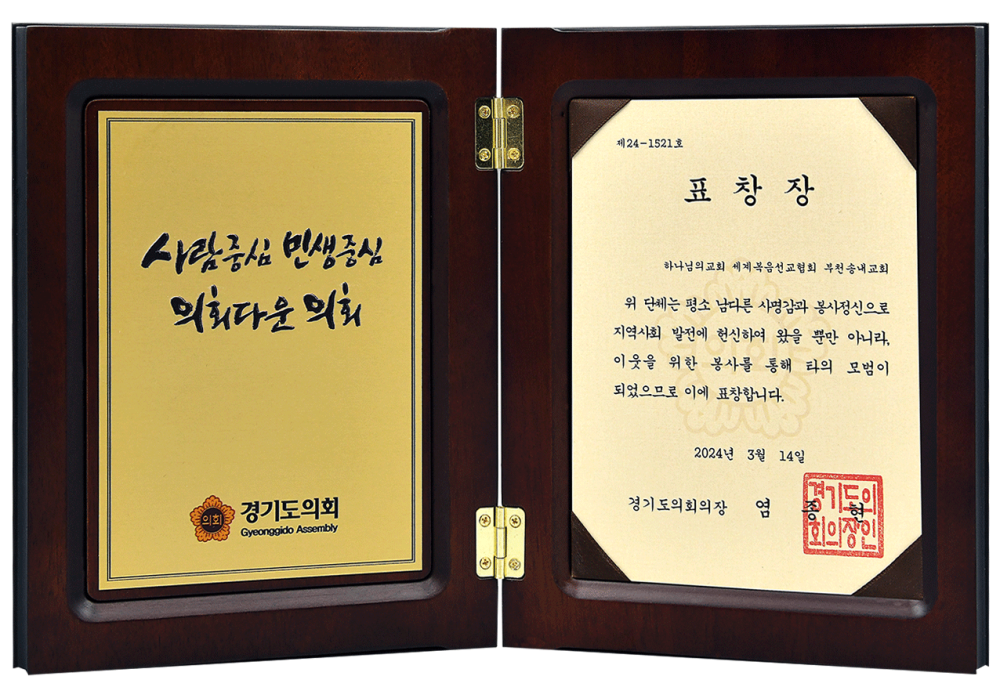 사람중심 민생중심
의회다운 의회
의회
경기도의회
Gyeonggido Assembly
제24-1521호
표창장
하나님의교회 세계복음선교협회 부천송내교회
위 단체는 평소 남다른 사명감과 봉사정신으로
지역사회 발전에 헌신하여 왔을 뿐만 아니라,
이웃을 위한 봉사를 통해 타의 모범이
되었으므로 이에 표창합니다.
2024년 3월 14일
경기도의회의장 염종현
경기도의
회의장인